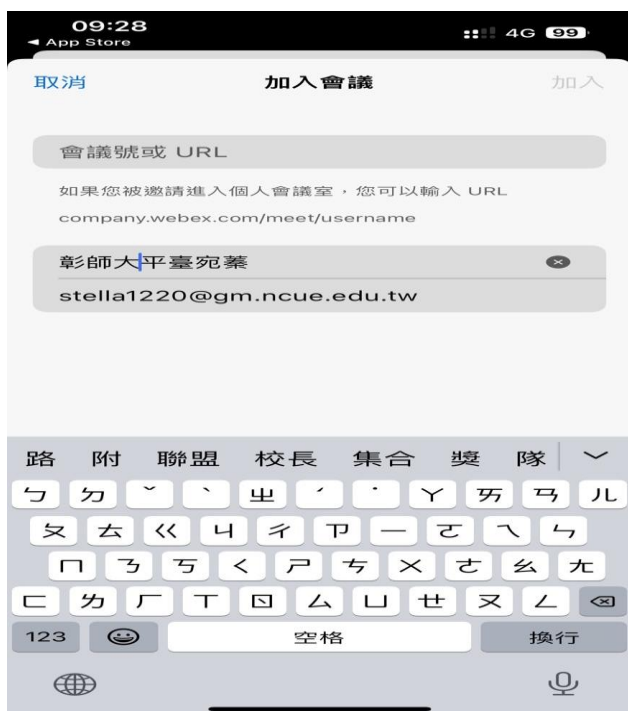 09:28
◀ App Store
4G 99
取消 加入會議 加入
會議號或 URL
如果您被邀請進入個人會議室，您可以輸入 URL
company.webex.com/meet/username
彰師大平臺宛蓁
stella1220@gm.ncue.edu.tw
路 附 聯盟 校長 集合 獎 隊
ㄅ ㄉ ˇ ˋ ㄓ ˊ ˙ ㄚ ㄞ ㄢ ㄦ
ㄆ ㄊ ㄍ ㄐ ㄔ ㄗ ㄧ ㄛ ㄟ ㄣ
ㄇ ㄋ ㄎ ㄑ ㄕ ㄘ ㄨ ㄜ ㄠ ㄤ
ㄈ ㄌ ㄏ ㄒ ㄖ ㄙ ㄩ ㄝ ㄡ ㄥ
123 空格 換行